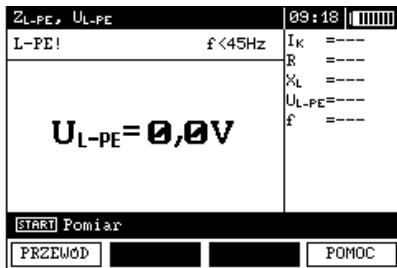 ZL-PE, UL-PE 09:18
L-PE! f<45Hz
IK =---
R =---
XL =---
UL-PE=---
f =---
UL-PE=0,0V
START Pomiar
PRZEWÓD POMOC